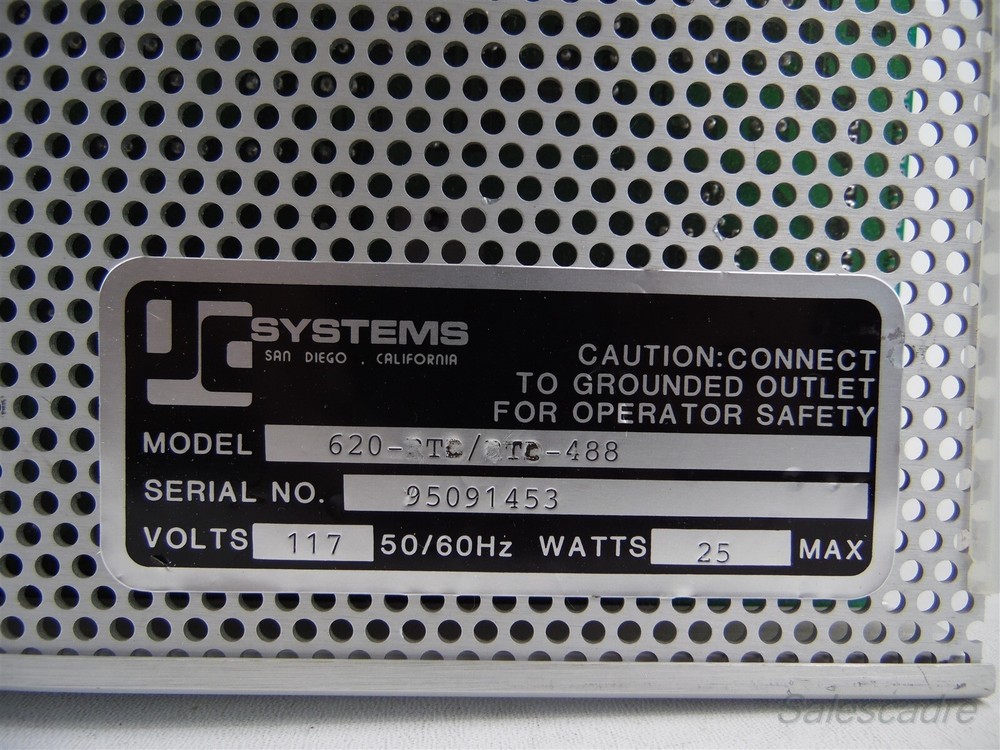 SYSTEMS
SAN DIEGO . CALIFORNIA
CAUTION:CONNECT
TO GROUNDED OUTLET
FOR OPERATOR SAFETY
MODEL
SERIAL NO. 95091453
VOLTS 117 50/60Hz WATTS 25 MAX
Salescadre